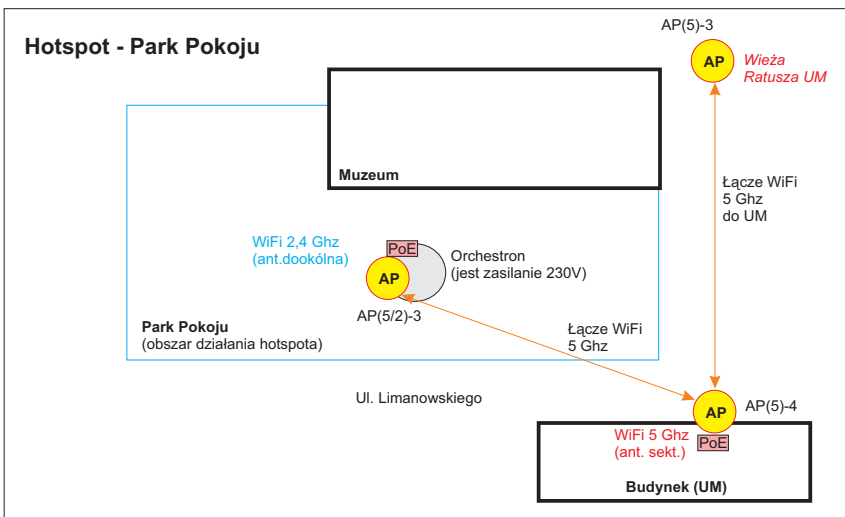 Hotspot - Park Pokoju
AP(5)-3
AP
Wieża
Ratusza UM
Muzeum
Łącze WiFi
5 Ghz
do UM
WiFi 2,4 Ghz
(ant.dookólna)
PoE
Orchestron
(jest zasilanie 230V)
AP
AP(5/2)-3
Park Pokoju
(obszar działania hotspota)
Łącze WiFi
5 Ghz
Ul. Limanowskiego
AP
AP(5)-4
WiFi 5 Ghz
(ant. sekt.)
PoE
Budynek (UM)